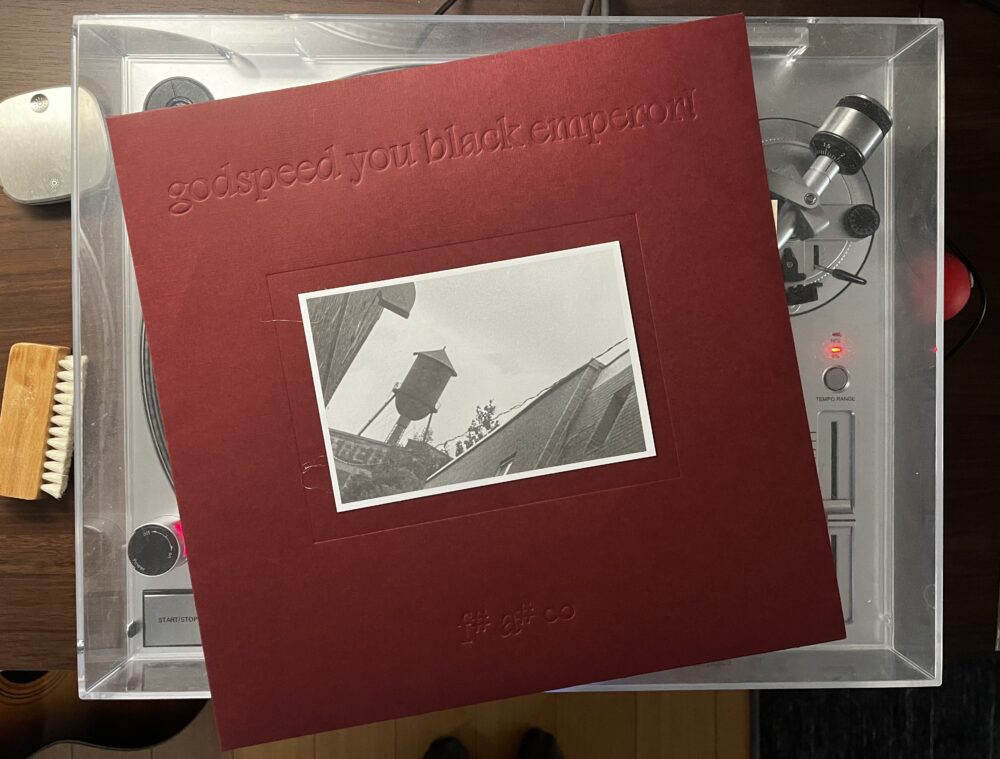 godspeed you black emperor!
TEMPO RANGE
START/STOP
f# a# ∞